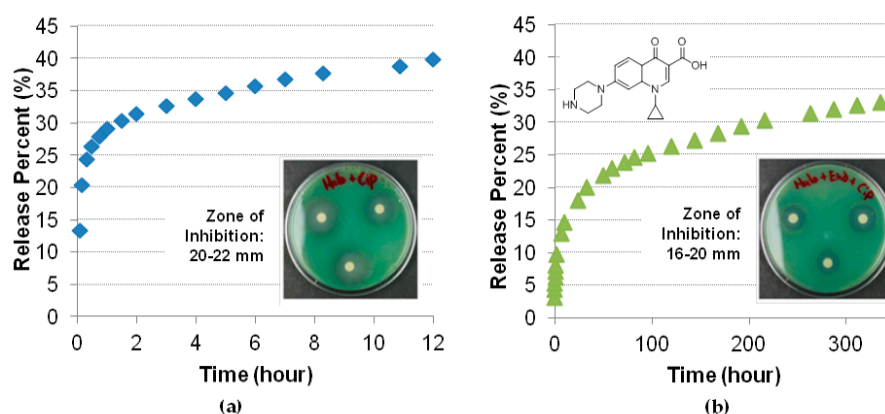 45
40
35
30
25
20
15
10
5
0
Release Percent (%)
Zone of
Inhibition:
20-22 mm
Halo + Cip
0 2 4 6 8 10 12
Time (hour)
(a)
45
40
35
30
25
20
15
10
5
0
Release Percent (%)
O O
OH
N N
HN
Zone of
Inhibition:
16-20 mm
Halo + End + Cip
0 100 200 300
Time (hour)
(b)